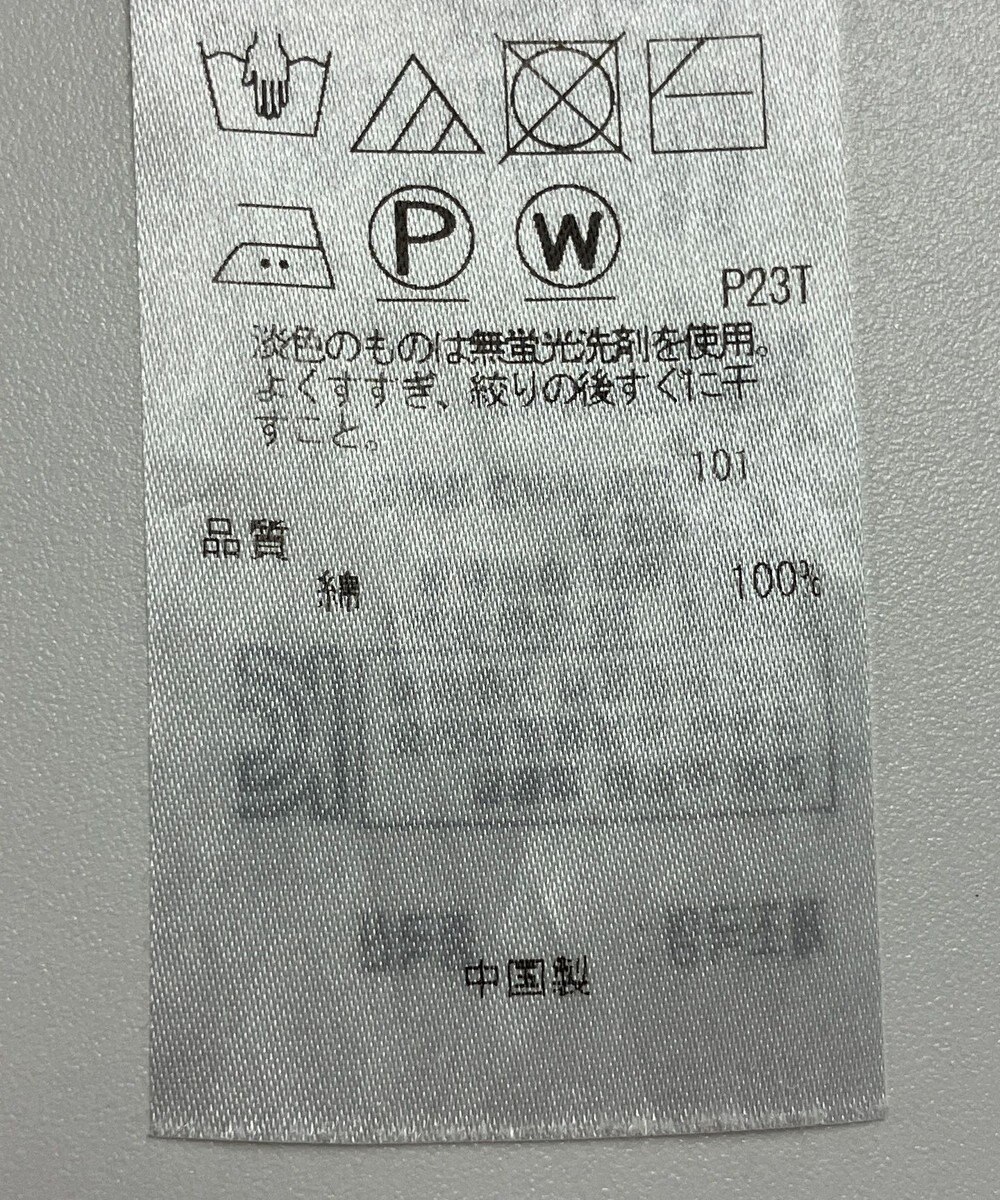 P W
P23T
淡色のものは無蛍光洗剤を使用。
よくすすぎ、絞りの後すぐに干
すこと。
101
品質
綿 100%
中国製